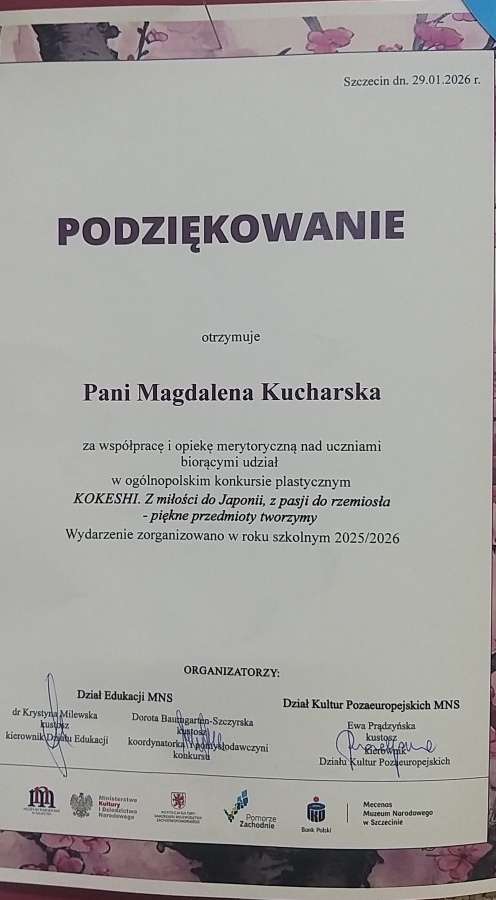 Szczecin dn. 29.01.2026 r.
PODZIĘKOWANIE
otrzymuje
Pani Magdalena Kucharska
za współpracę i opiekę merytoryczną nad uczniami
biorącymi udział
w ogólnopolskim konkursie plastycznym
KOKESHI. Z miłości do Japonii, z pasji do rzemiosła
- piękne przedmioty tworzymy
Wydarzenie zorganizowano w roku szkolnym 2025/2026
ORGANIZATORZY:
Dział Edukacji MNS
dr Krystyna Milewska
kustosz
kierownik Działu Edukacji
Dorota Baumgarten-Szczyrska
kustosz
koordynatorka i pomysłodawczyni
konkursu
Dział Kultur Pozaeuropejskich MNS
Ewa Prądzyńska
kustosz
kierownik
Działu Kultur Pozaeuropejskich
Ministerstwo
Kultury
i Dziedzictwa
Narodowego
Pomorze
Zachodnie
Bank Polski
Mecenas
Muzeum Narodowego
w Szczecinie